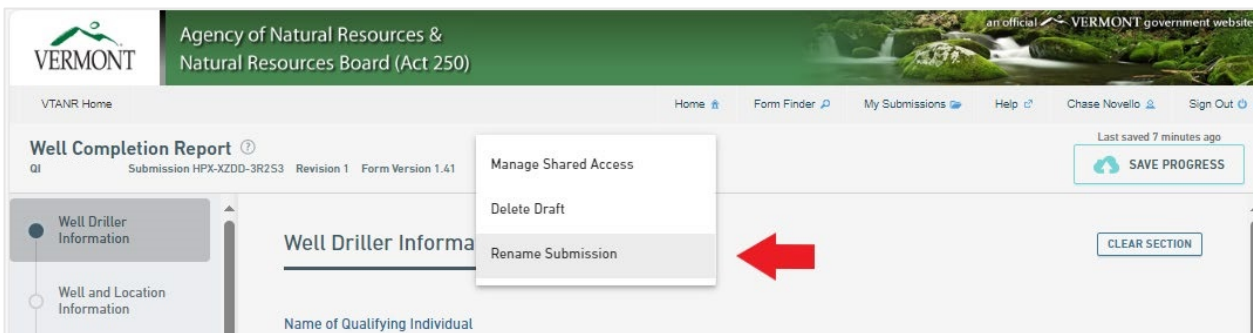 an official VERMONT government website
VERMONT
Agency of Natural Resources &
Natural Resources Board (Act 250)
VTANR Home
Home
Form Finder
My Submissions
Help
Chase Novello
Sign Out
Well Completion Report ?
QI Submission HPX-XZDD-3R2S3 Revision 1 Form Version 1.41
Last saved 7 minutes ago
SAVE PROGRESS
Manage Shared Access
Delete Draft
Rename Submission
Well Driller
Information
Well and Location
Information
Well Driller Informa
CLEAR SECTION
Name of Qualifying Individual